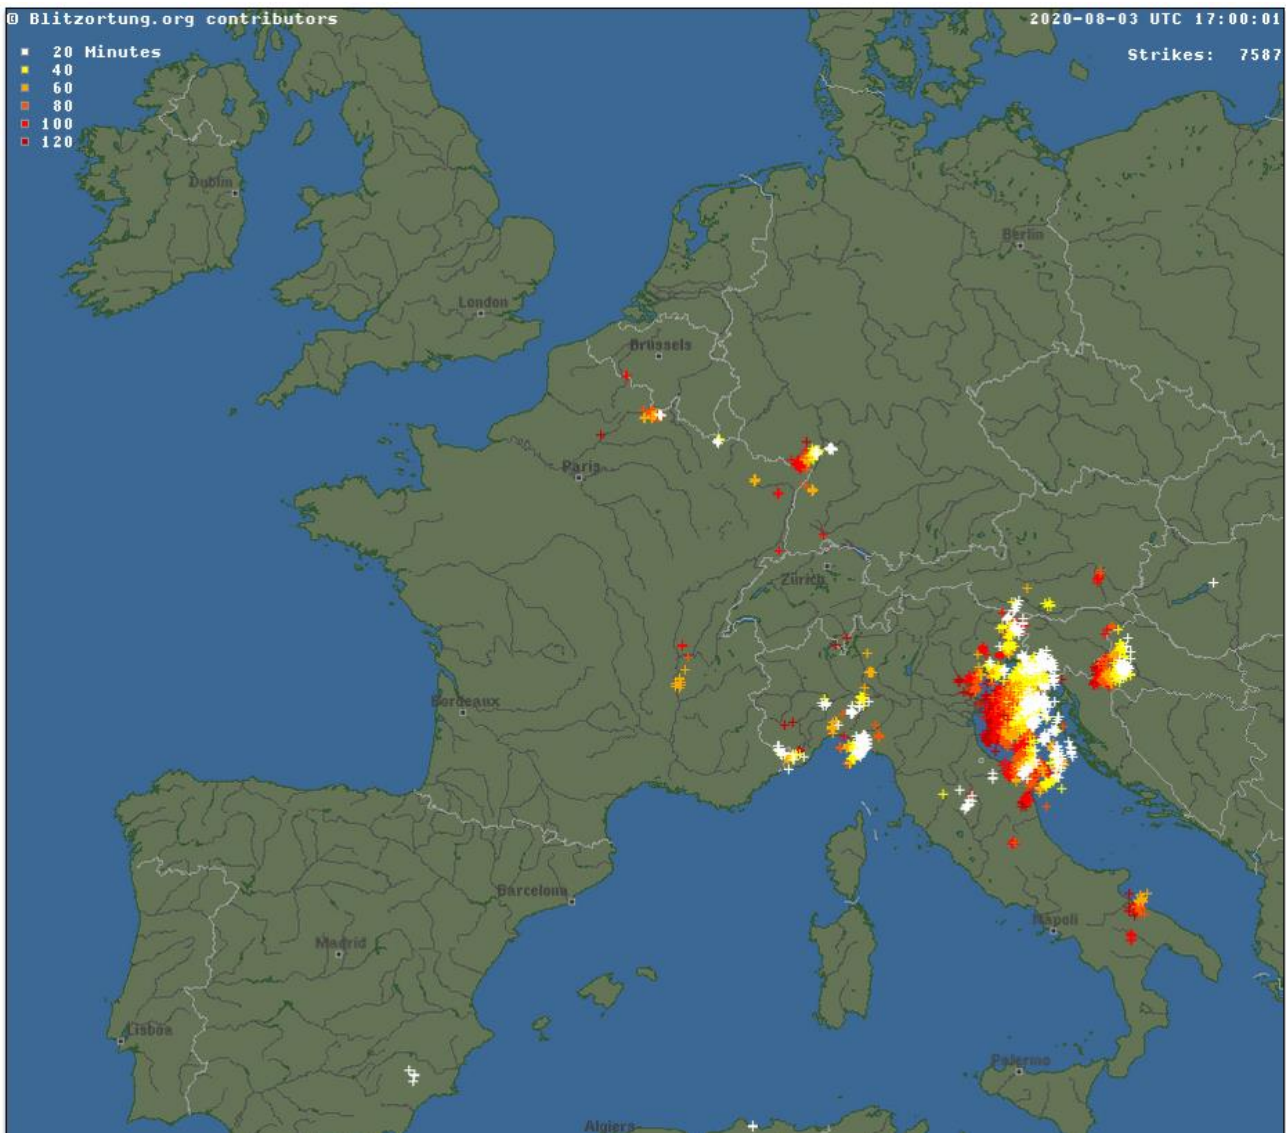 © Blitzortung.org contributors
2020-08-03 UTC 17:00:01
20 Minutes
Strikes: 7587
40
60
80
100
120
Dublin
Berlin
London
Brussels
Paris
Zürich
Bordeaux
Barcelona
Napoli
Madrid
Lisboa
Palermo
Algiers